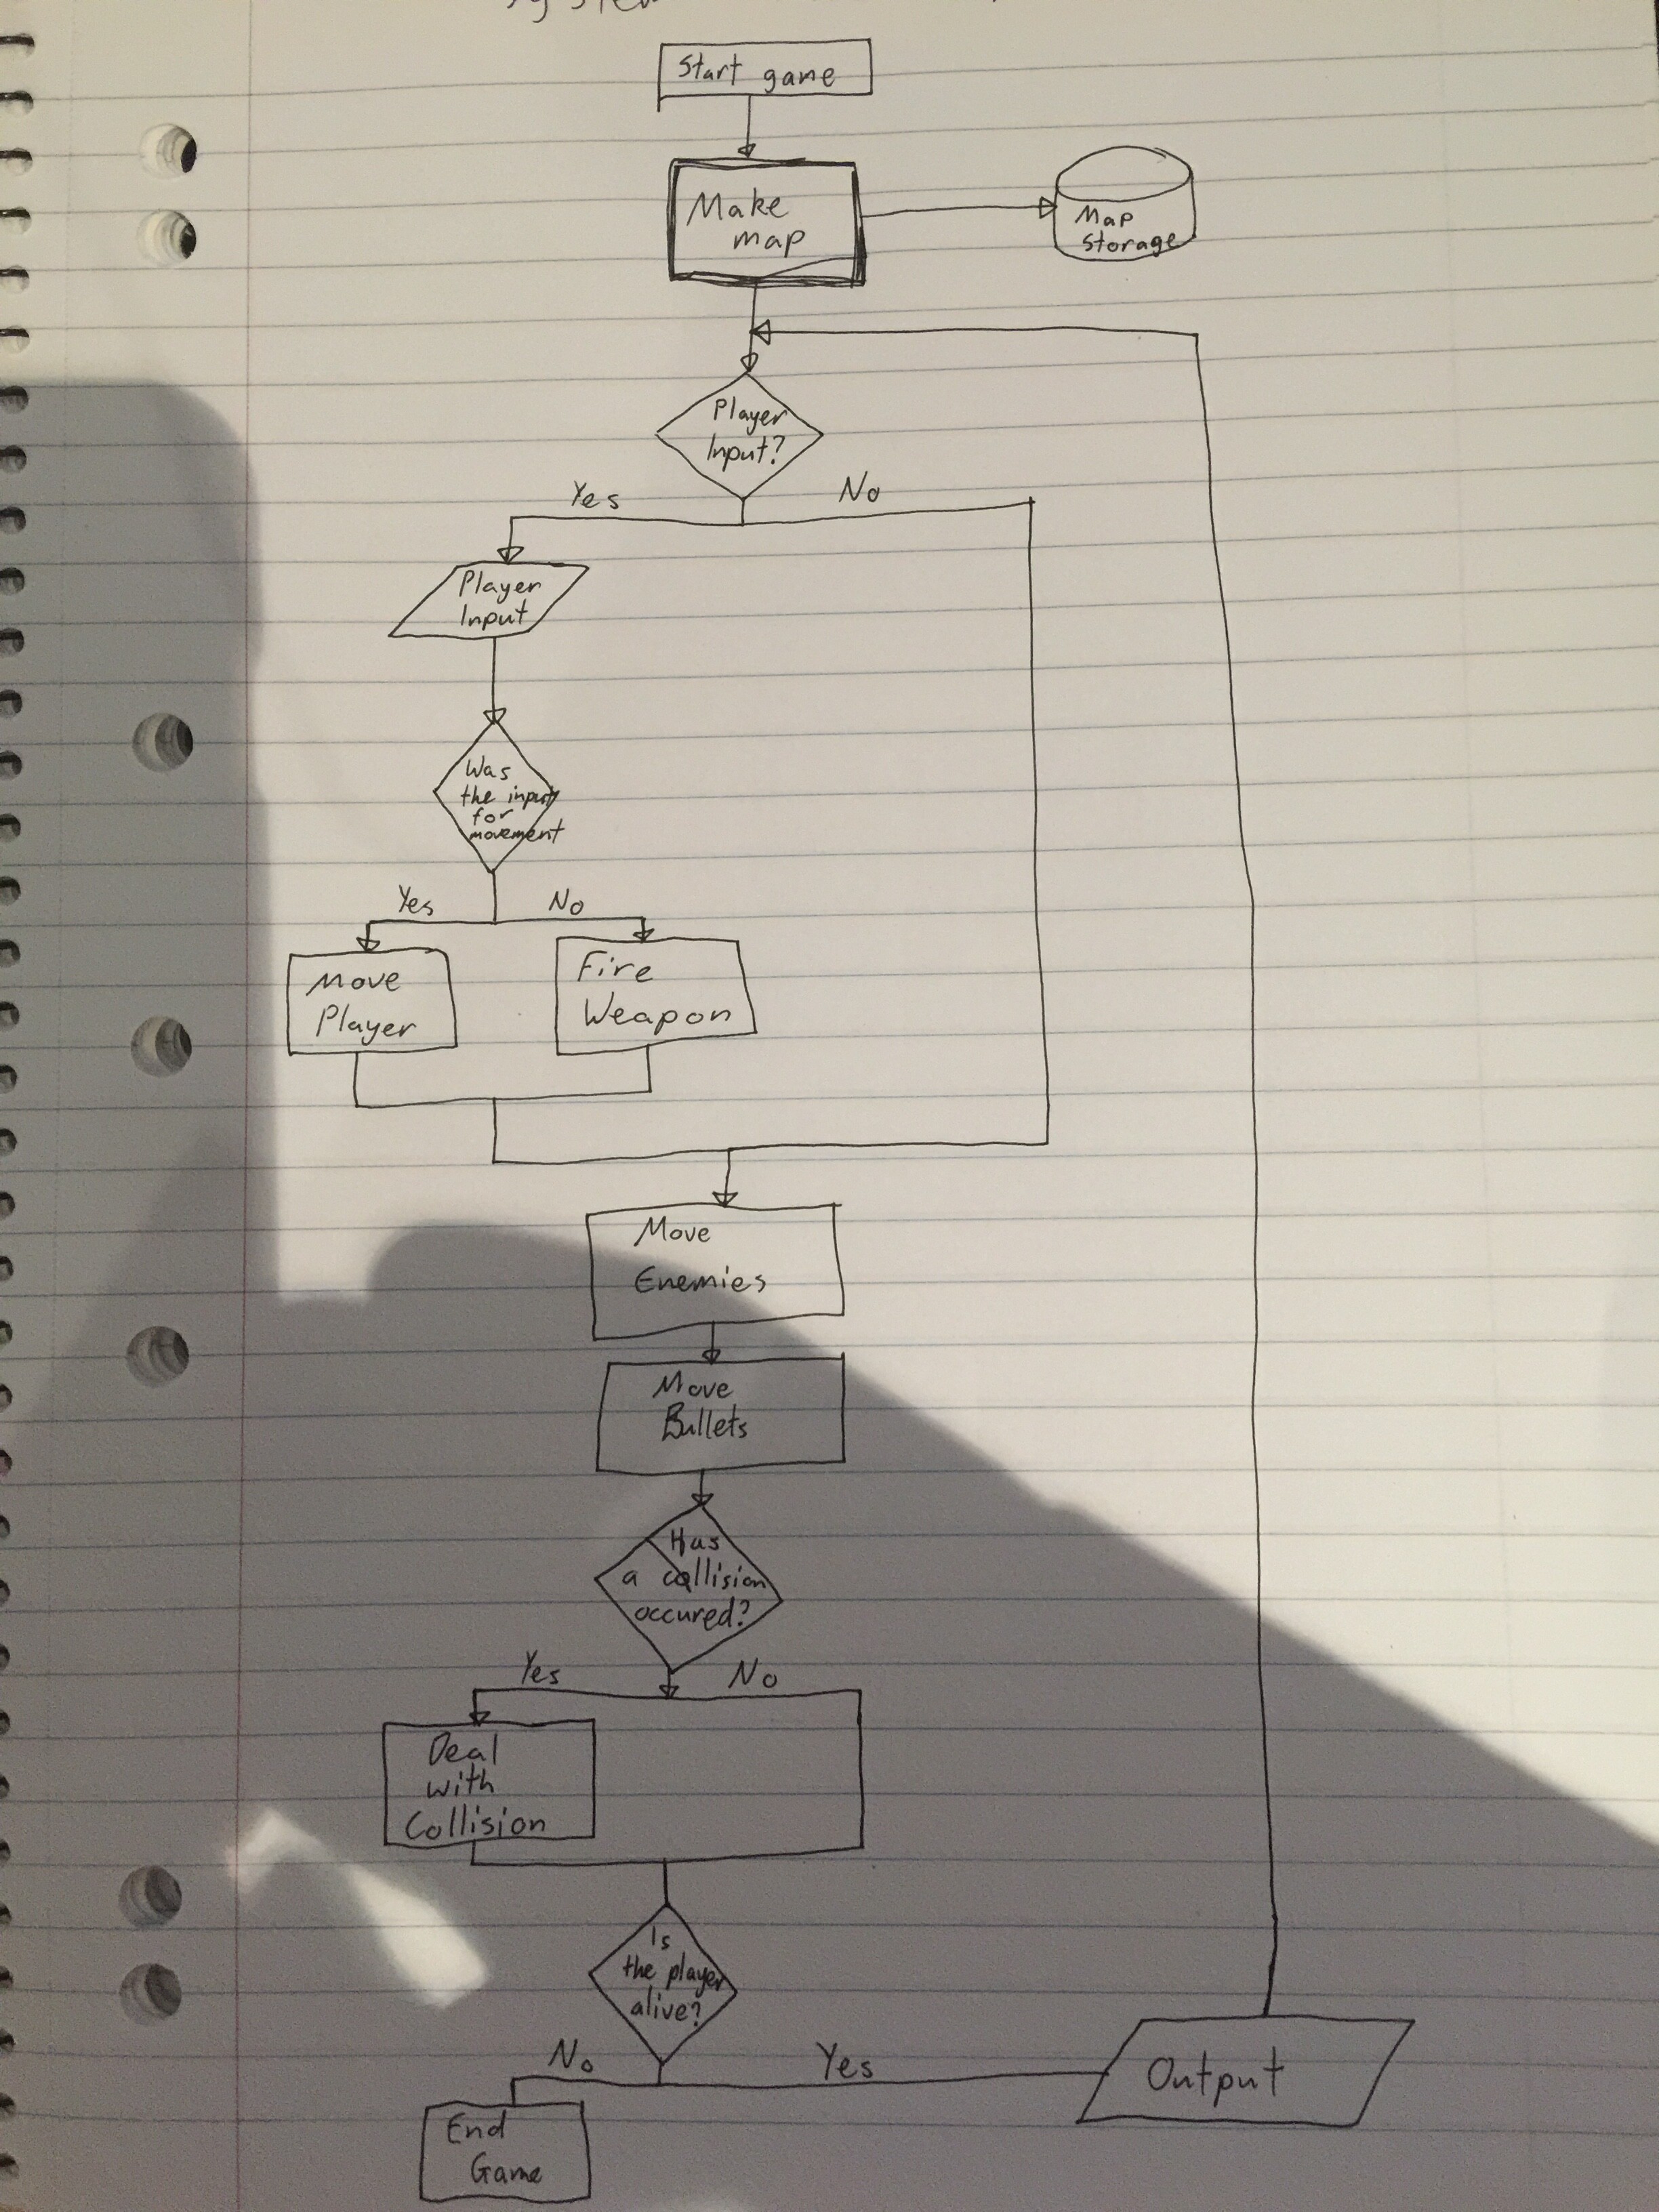 system
Start game
Make
map
Map
Storage
Player
Input?
Yes
No
Player
Input
Was
the input
for
movement
Yes
No
Move
Player
Fire
Weapon
Move
Enemies
Move
Bullets
Has
a collision
occured?
Yes
No
Deal
with
Collision
Is
the player
alive?
No
Yes
Output
End
Game